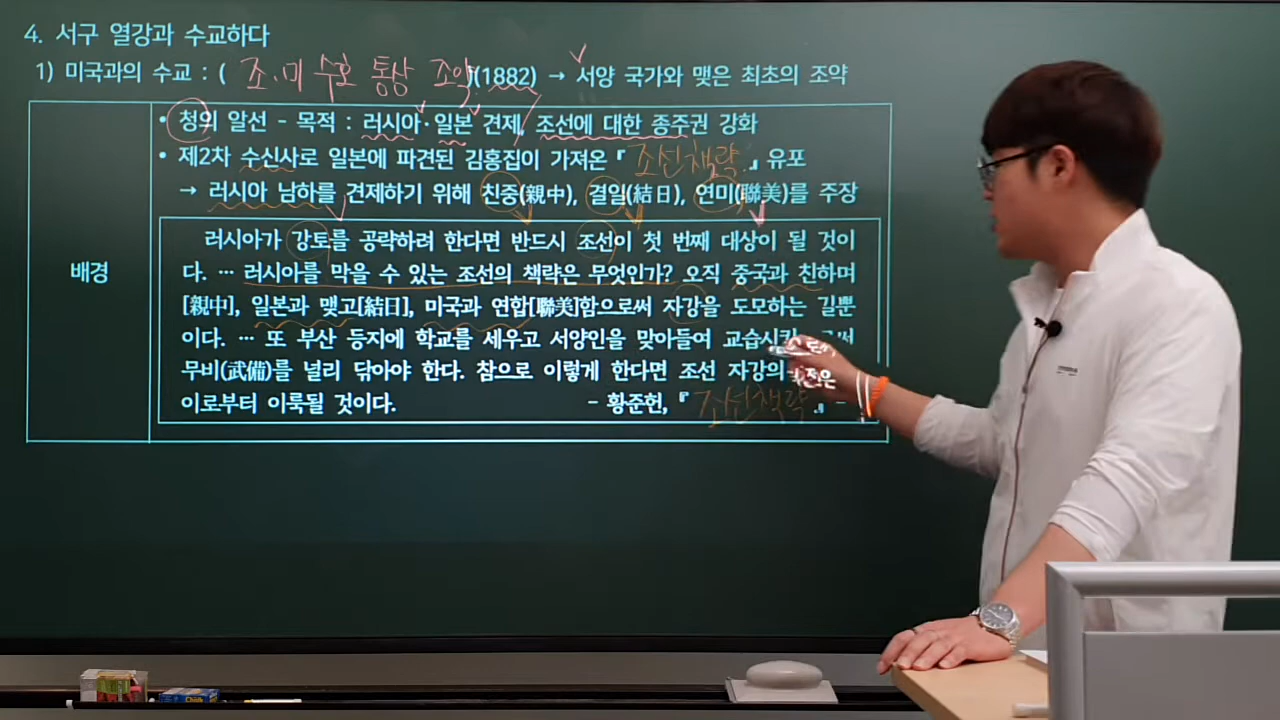 4. 서구 열강과 수교하다
1) 미국과의 수교 : ( 조·미 수호 통상 조약)(1882) → 서양 국가와 맺은 최초의 조약
배경
• 청의 알선 - 목적 : 러시아·일본 견제, 조선에 대한 종주권 강화
• 제2차 수신사로 일본에 파견된 김홍집이 가져온 『조선책략』 유포
→ 러시아 남하를 견제하기 위해 친중(親中), 결일(結日), 연미(聯美)를 주장
러시아가 강토를 공략하려 한다면 반드시 조선이 첫 번째 대상이 될 것이
다. … 러시아를 막을 수 있는 조선의 책략은 무엇인가? 오직 중국과 친하며
[親中], 일본과 맺고[結日], 미국과 연합[聯美]함으로써 자강을 도모하는 길뿐
이다. … 또 부산 등지에 학교를 세우고 서양인을 맞아들여 교습시킴으로써
무비(武備)를 널리 닦아야 한다. 참으로 이렇게 한다면 조선 자강의
이로부터 이룩될 것이다. - 황준헌, 『조선책략』 -